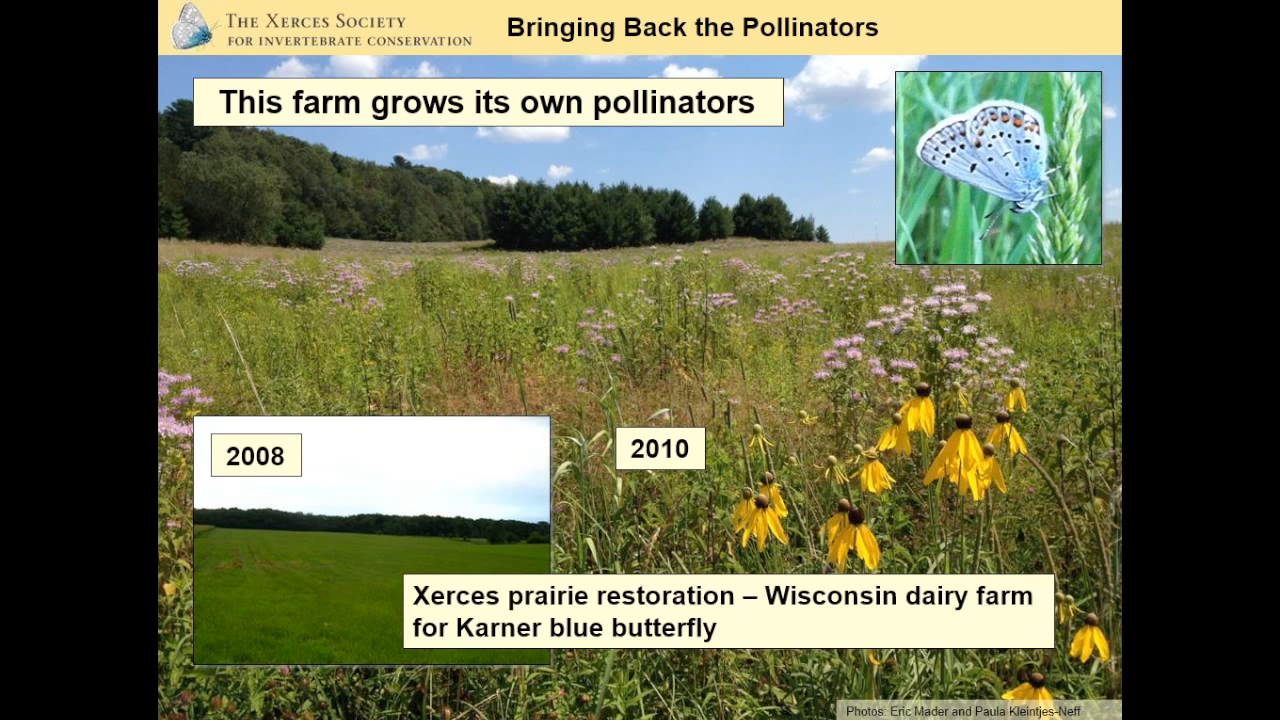 THE XERCES SOCIETY
FOR INVERTEBRATE CONSERVATION
Bringing Back the Pollinators
This farm grows its own pollinators
2008
2010
Xerces prairie restoration – Wisconsin dairy farm
for Karner blue butterfly
Photos: Eric Mader and Paula Kleintjes-Neff